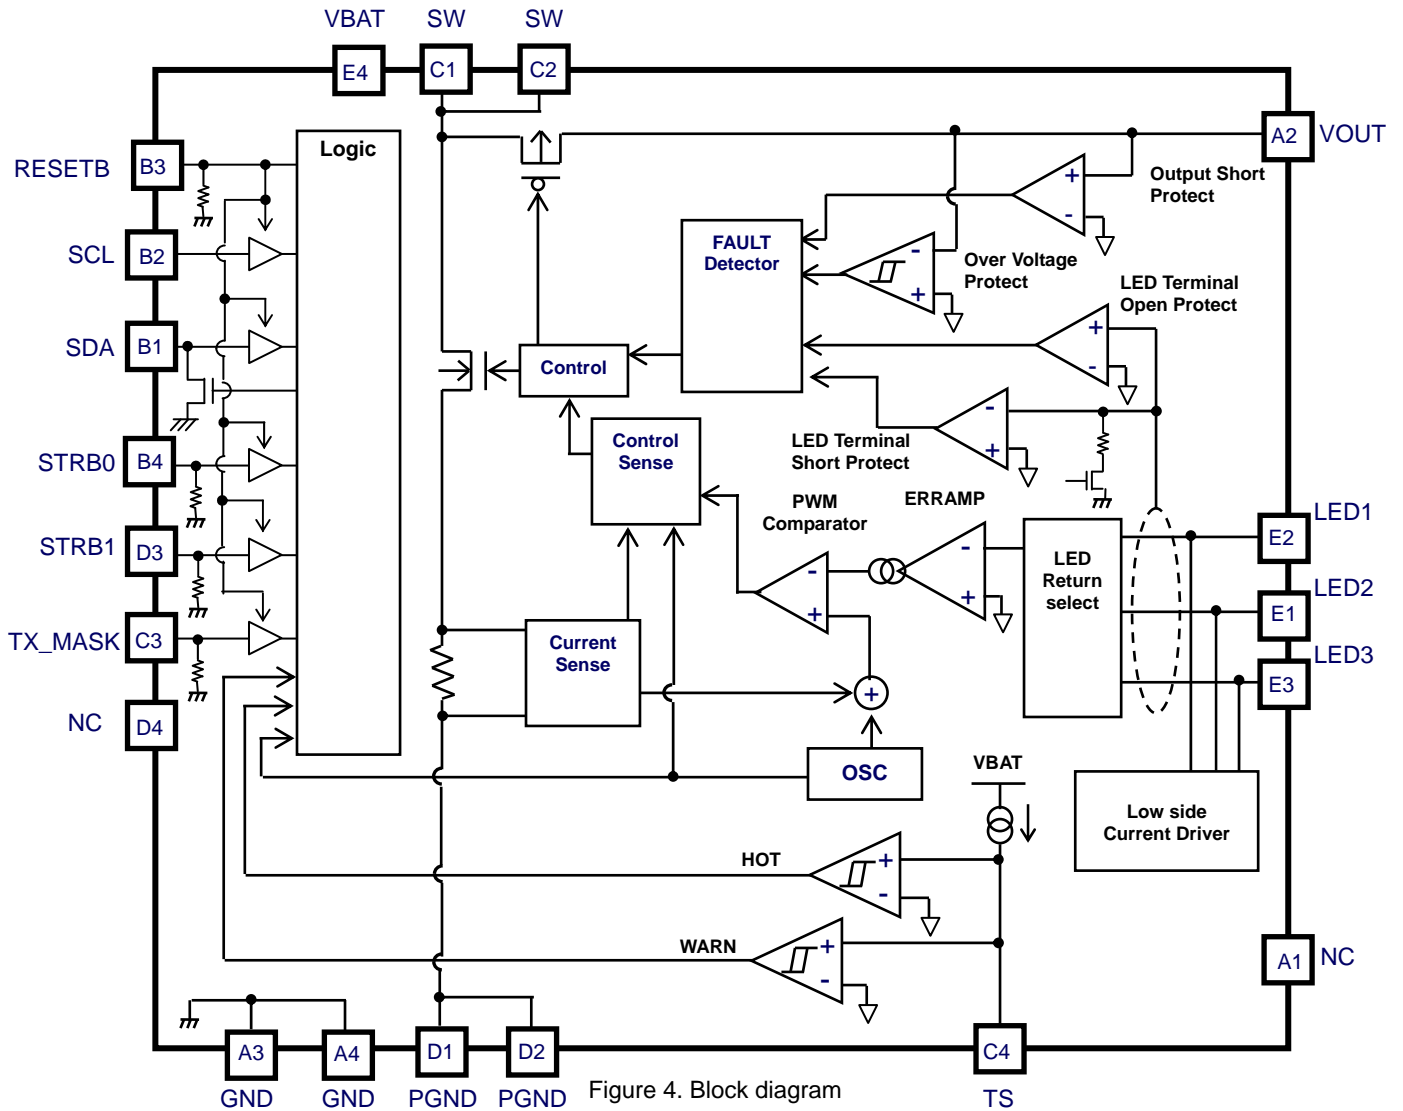 VBAT
SW
SW
E4
C1
C2
RESETB
B3
Logic
A2
VOUT
+
-
Output Short
Protect
SCL
B2
FAULT
Detector
-
+
Over Voltage
Protect
LED Terminal
Open Protect
SDA
B1
Control
+
-
STRB0
B4
Control
Sense
LED Terminal
Short Protect
-
+
PWM
Comparator
ERRAMP
STRB1
D3
LED1
E2
-
+
-
+
LED
Return
select
LED2
E1
TX_MASK
C3
Current
Sense
LED3
E3
+
NC
D4
OSC
VBAT
Low side
Current Driver
HOT
+
-
WARN
+
-
A1
NC
A3
A4
D1
D2
C4
GND
GND
PGND
PGND
Figure 4. Block diagram
TS